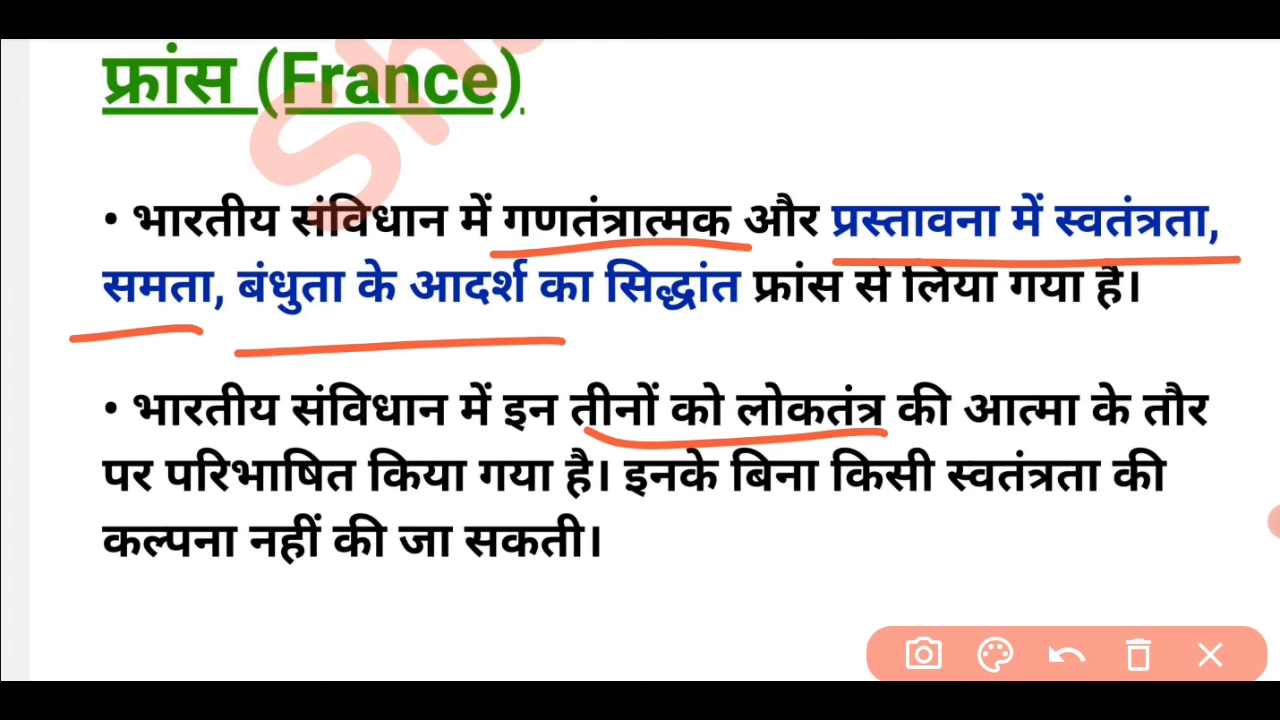 फ्रांस (France)
• भारतीय संविधान में गणतंत्रात्मक और प्रस्तावना में स्वतंत्रता,
समता, बंधुता के आदर्श का सिद्धांत फ्रांस से लिया गया है।
• भारतीय संविधान में इन तीनों को लोकतंत्र की आत्मा के तौर
पर परिभाषित किया गया है। इनके बिना किसी स्वतंत्रता की
कल्पना नहीं की जा सकती।